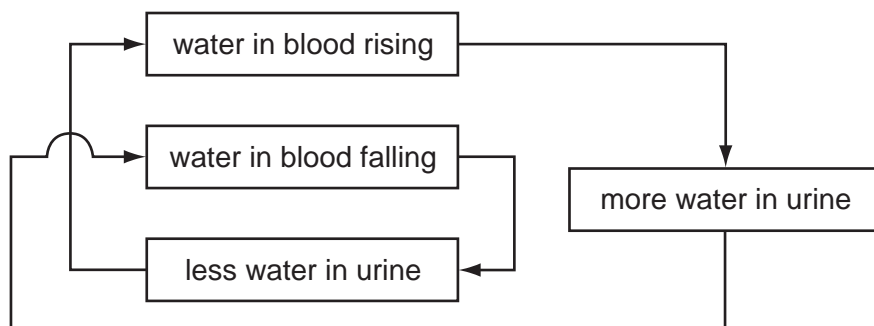 water in blood rising
water in blood falling
more water in urine
less water in urine